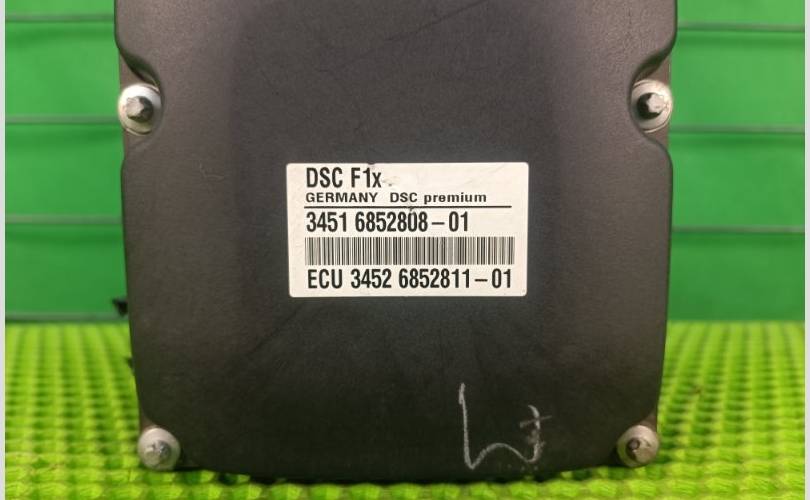 DSC F1x
GERMANY DSC premium
3451 6852808-01
ECU 3452 6852811-01